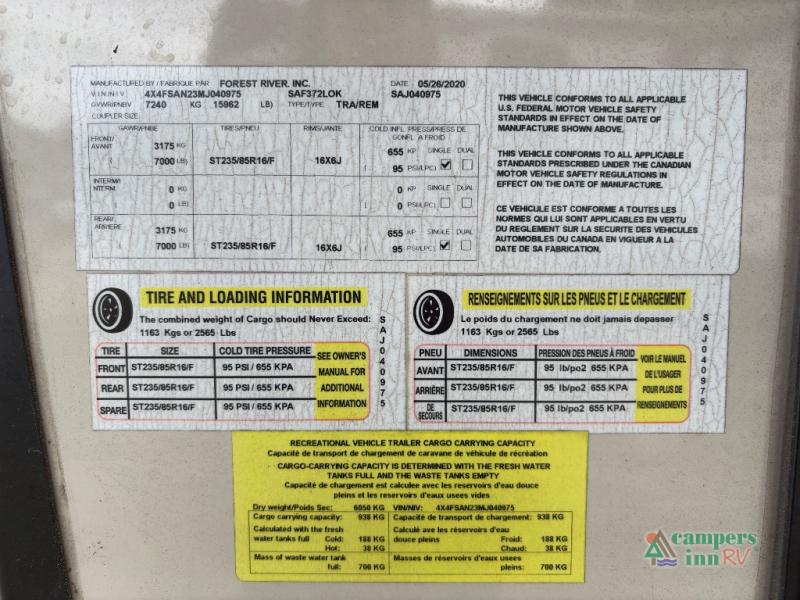 MANUFACTURED BY / FABRIQUE PAR FOREST RIVER, INC. DATE 05/26/2020
V.I.N/N.I.V. 4X4FSAN23MJ040975 SAF372LOK SAJ040975
GVWR/PNBV 7240 KG 15962 LB) TYPE/TYPE TRA/REM
COUPLER SIZE:
GAWR/PNBE TIRES/PNEU RIMS/JANTE COLD INFL. PRESS/PRESS DE GONFL A FROID
FRONT/ AVANT 3175 KG 655 KP SINGLE DUAL
( 7000 LB) ST235/85R16/F 16X6J ( 95 PSI/LPC)
INTERM/ NTERM 0 KG 0 KP SINGLE DUAL
( 0 LB) ( 0 PSI/LPC)
REAR/ ARRIERE 3175 KG 655 KP SINGLE DUAL
( 7000 LB) ST235/85R16/F 16X6J ( 95 PSI/LPC)
THIS VEHICLE CONFORMS TO ALL APPLICABLE
U.S. FEDERAL MOTOR VEHICLE SAFETY
STANDARDS IN EFFECT ON THE DATE OF
MANUFACTURE SHOWN ABOVE.
THIS VEHICLE CONFORMS TO ALL APPLICABLE
STANDARDS PRESCRIBED UNDER THE CANADIAN
MOTOR VEHICLE SAFETY REGULATIONS IN
EFFECT ON THE DATE OF MANUFACTURE.
CE VEHICULE EST CONFORME A TOUTES LES
NORMES QUI LUI SONT APPLICABLES EN VERTU
DU REGLEMENT SUR LA SECURITE DES VEHICULES
AUTOMOBILES DU CANADA EN VIGUEUR A LA
DATE DE SA FABRICATION.
TIRE AND LOADING INFORMATION
The combined weight of Cargo should Never Exceed:
1163 Kgs or 2565 Lbs
TIRE SIZE COLD TIRE PRESSURE
FRONT ST235/85R16/F 95 PSI / 655 KPA
REAR ST235/85R16/F 95 PSI / 655 KPA
SPARE ST235/85R16/F 95 PSI / 655 KPA
SEE OWNER'S
MANUAL FOR
ADDITIONAL
INFORMATION
SAJ040975
RENSEIGNEMENTS SUR LES PNEUS ET LE CHARGEMENT
Le poids du chargement ne doit jamais depasser
1163 Kgs or 2565 Lbs
PNEU DIMENSIONS PRESSION DES PNEUS À FROID
AVANT ST235/85R16/F 95 lb/po2 655 KPA
ARRIÈRE ST235/85R16/F 95 lb/po2 655 KPA
DE SECOURS ST235/85R16/F 95 lb/po2 655 KPA
VOIR LE MANUEL
DE L'USAGER
POUR PLUS DE
RENSEIGNEMENTS
SAJ040975
RECREATIONAL VEHICLE TRAILER CARGO CARRYING CAPACITY
Capacité de transport de chargement de caravane de véhicule de récréation
CARGO-CARRYING CAPACITY IS DETERMINED WITH THE FRESH WATER
TANKS FULL AND THE WASTE TANKS EMPTY
Capacité de chargement est calculee avec les reservoirs d'eau douce
pleins et les reservoirs d'eaux usees vides
Dry weight/Poids Sec: 6050 KG VIN/NIV: 4X4FSAN23MJ040975
Cargo carrying capacity: 938 KG Capacité de transport de chargement: 938 KG
Calculated with the fresh Calculé ave les réservoirs d'eau
water tanks full Cold: 188 KG douce pleins Froid: 188 KG
Hot: 38 KG Chaud: 38 KG
Mass of waste water tank Masses de réservoirs d'eaux usées
full: 700 KG pleins: 700 KG
campers
inn RV